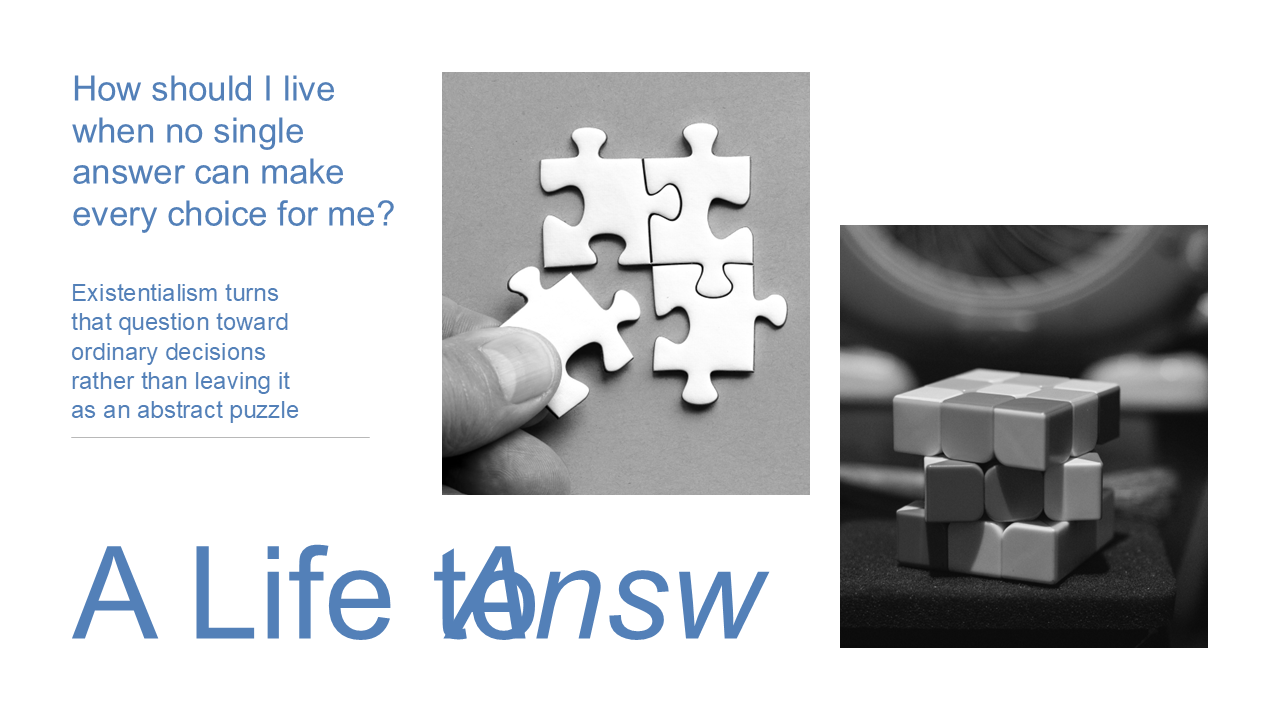 How should I live
when no single
answer can make
every choice for me?
Existentialism turns
that question toward
ordinary decisions
rather than leaving it
as an abstract puzzle
A Life to Answ